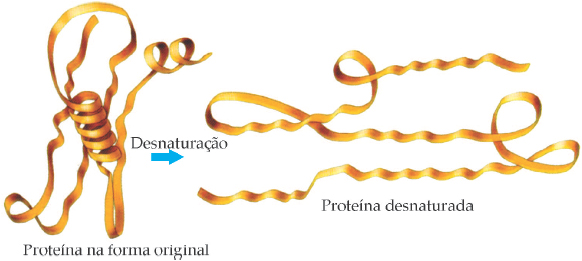 Desnaturação
Proteína desnaturada
Proteína na forma original